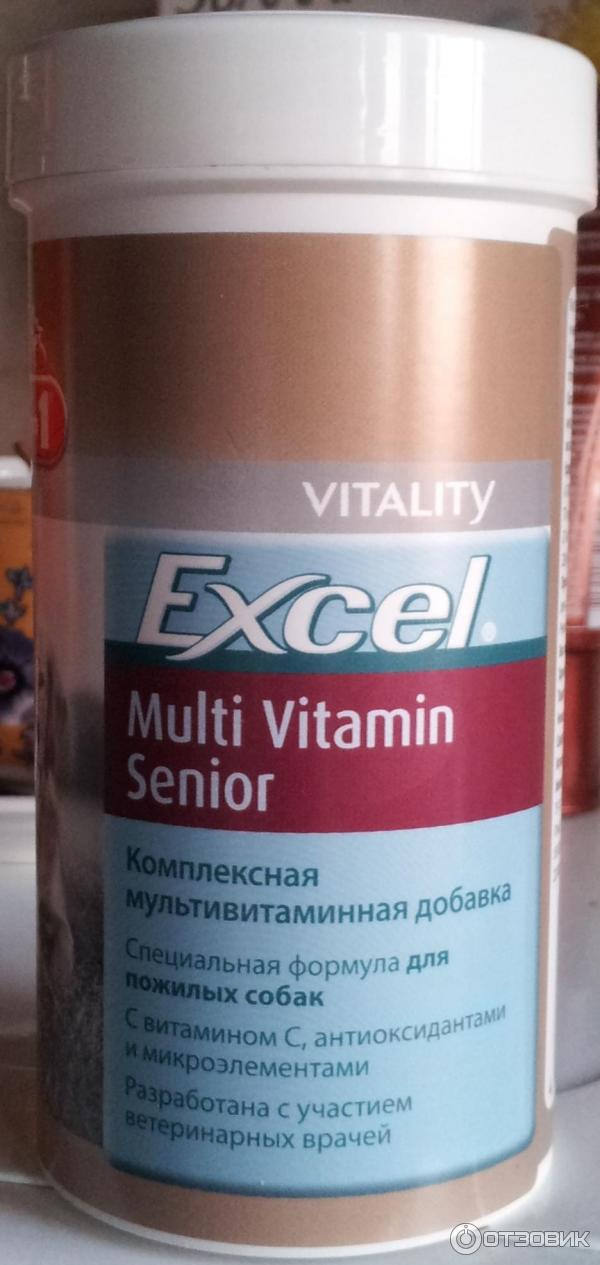 1
VITALITY
Excel®
Multi Vitamin
Senior
Комплексная
мультивитаминная добавка
Специальная формула для
пожилых собак
С витамином С, антиоксидантами
и микроэлементами
Разработана с участием
ветеринарных врачей
ОТЗОВИК